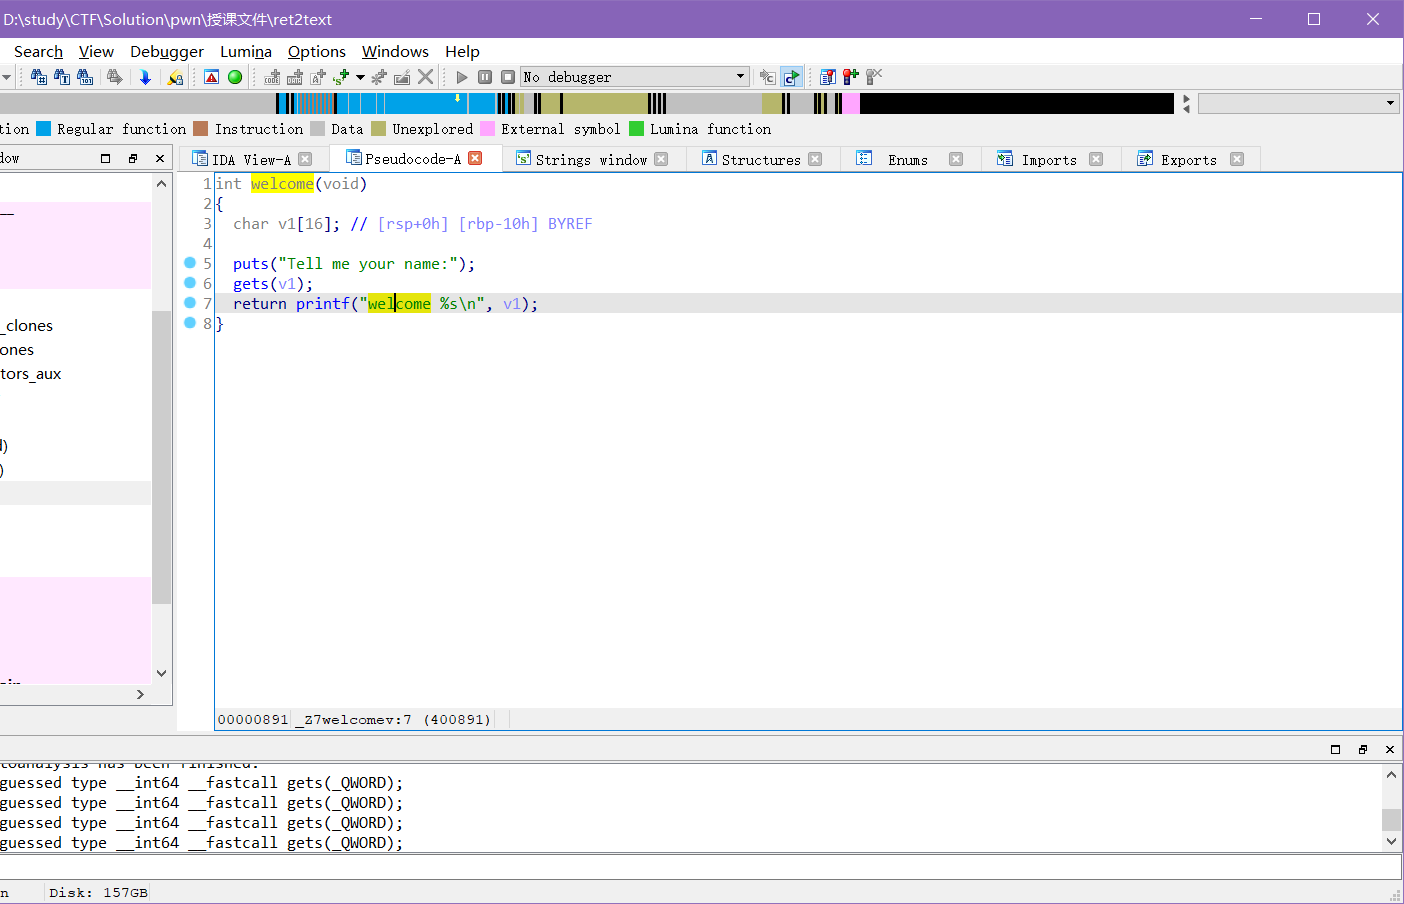 D:\study\CTF\Solution\pwn\授课文件\ret2text
Search View Debugger Lumina Options Windows Help
No debugger
tion Regular function Instruction Data Unexplored External symbol Lumina function
dow
IDA View-A Pseudocode-A Strings window Structures Enums Imports Exports
_clones
ones
tors_aux
d)
)
1 int welcome(void)
2 {
3 char v1[16]; // [rsp+0h] [rbp-10h] BYREF
4
5 puts("Tell me your name:");
6 gets(v1);
7 return printf("welcome %s\n", v1);
8 }
00000891 _Z7welcomev:7 (400891)
toanalysis has been finished.
guessed type __int64 __fastcall gets(_QWORD);
guessed type __int64 __fastcall gets(_QWORD);
guessed type __int64 __fastcall gets(_QWORD);
guessed type __int64 __fastcall gets(_QWORD);
n Disk: 157GB